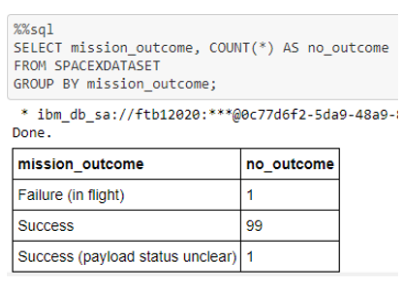 %%sql
SELECT mission_outcome, COUNT(*) AS no_outcome
FROM SPACEXDATASET
GROUP BY mission_outcome;
* ibm_db_sa://ftb12020:***@0c77d6f2-5da9-48a9-
Done.
mission_outcome no_outcome
Failure (in flight) 1
Success 99
Success (payload status unclear) 1